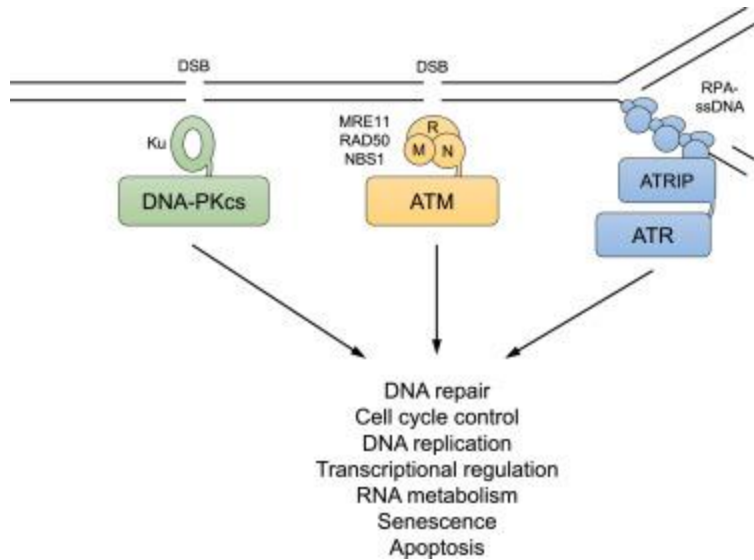 DSB
DSB
RPA-
ssDNA
Ku
MRE11
RAD50
NBS1
R
M
N
DNA-PKcs
ATM
ATRIP
ATR
DNA repair
Cell cycle control
DNA replication
Transcriptional regulation
RNA metabolism
Senescence
Apoptosis